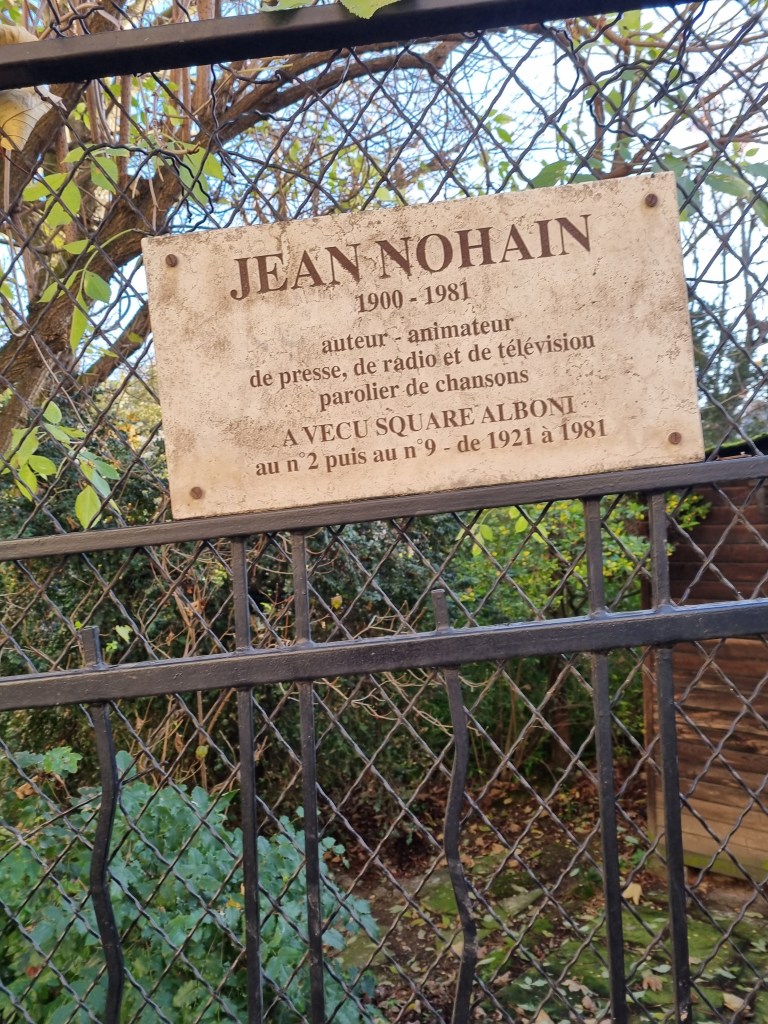 JEAN NOHAIN
1900 - 1981
auteur - animateur
de presse, de radio et de télévision
parolier de chansons
A VECU SQUARE ALBONI
au n°2 puis au n°9 - de 1921 à 1981